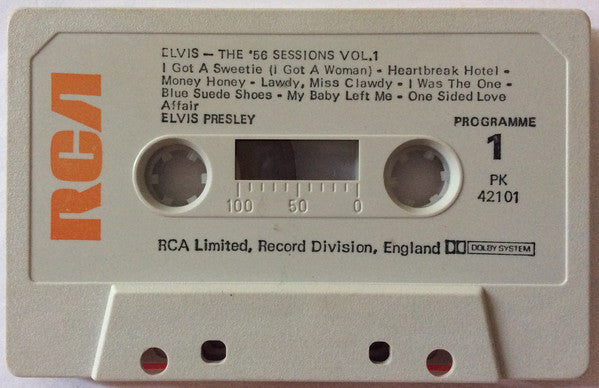 RCA
ELVIS – THE '56 SESSIONS VOL.1
I Got A Sweetie (I Got A Woman) - Heartbreak Hotel -
Money Honey - Lawdy, Miss Clawdy - I Was The One -
Blue Suede Shoes - My Baby Left Me - One Sided Love
Affair
ELVIS PRESLEY
PROGRAMME
1
PK
42101
100 50 0
RCA Limited, Record Division, England DOLBY SYSTEM